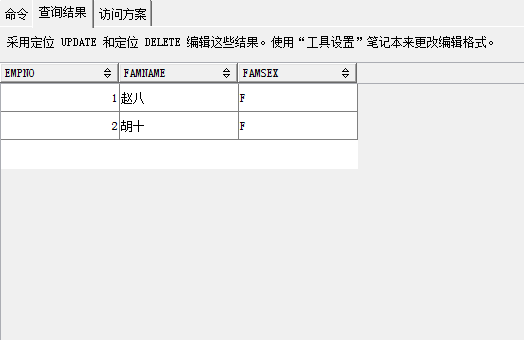 命令 查询结果 访问方案
采用定位 UPDATE 和定位 DELETE 编辑这些结果。使用“工具设置”笔记本来更改编辑格式。
EMPNO FAMNAME FAMSEX
1 赵八 F
2 胡十 F